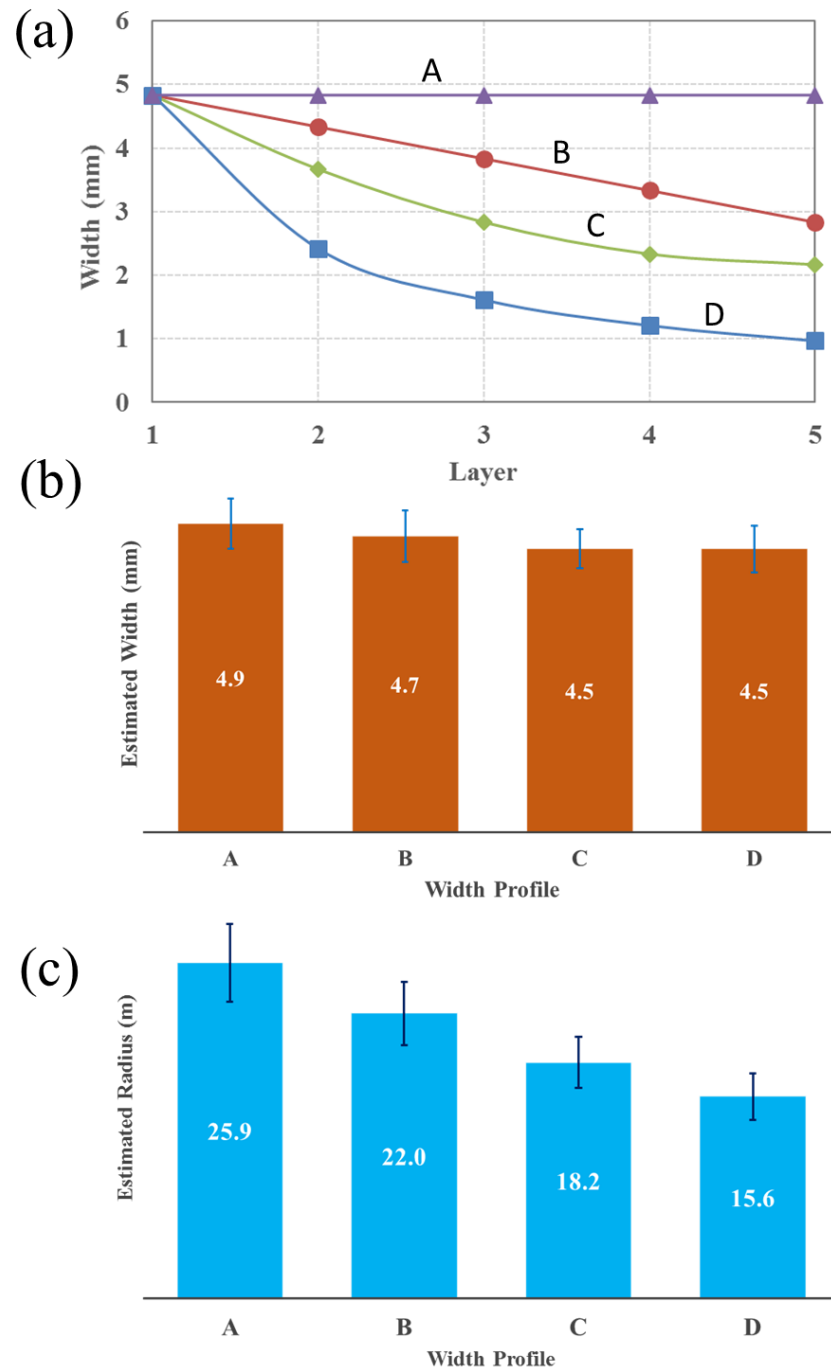 (a)
6
5
4
3
2
1
0
Width (mm)
A
B
C
D
1 2 3 4 5
Layer
(b)
Estimated Width (mm)
4.9 4.7 4.5 4.5
A B C D
Width Profile
(c)
Estimated Radius (m)
25.9 22.0 18.2 15.6
A B C D
Width Profile